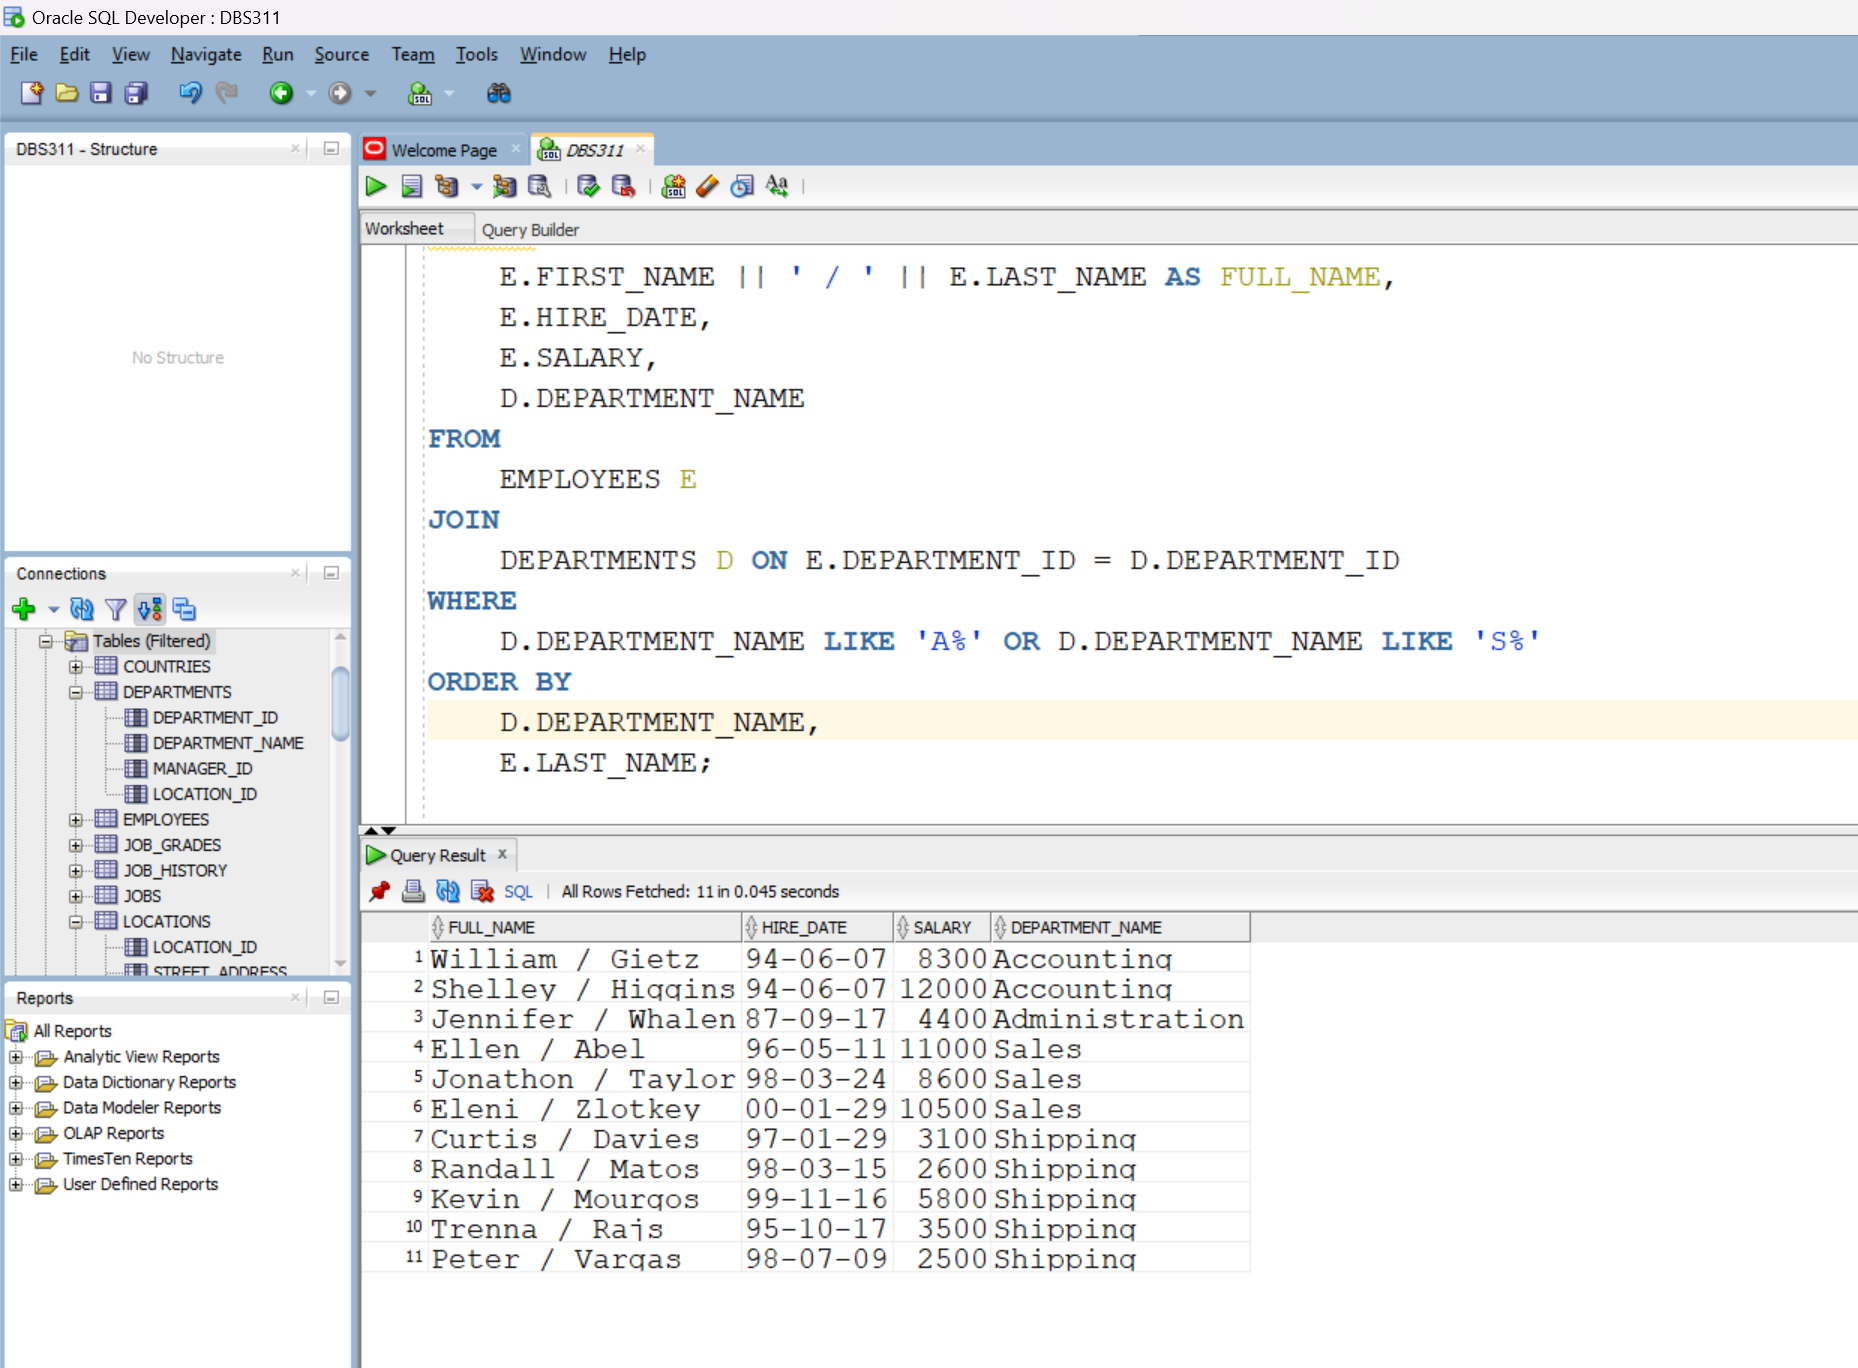 Oracle SQL Developer : DBS311
File Edit View Navigate Run Source Team Tools Window Help
DBS311 - Structure
No Structure
Connections
Tables (Filtered)
COUNTRIES
DEPARTMENTS
DEPARTMENT_ID
DEPARTMENT_NAME
MANAGER_ID
LOCATION_ID
EMPLOYEES
JOB_GRADES
JOB_HISTORY
JOBS
LOCATIONS
LOCATION_ID
STREET_ADDRESS
Reports
All Reports
Analytic View Reports
Data Dictionary Reports
Data Modeler Reports
OLAP Reports
TimesTen Reports
User Defined Reports
Welcome Page DBS311
Worksheet Query Builder
E.FIRST_NAME || ' / ' || E.LAST_NAME AS FULL_NAME,
E.HIRE_DATE,
E.SALARY,
D.DEPARTMENT_NAME
FROM
EMPLOYEES E
JOIN
DEPARTMENTS D ON E.DEPARTMENT_ID = D.DEPARTMENT_ID
WHERE
D.DEPARTMENT_NAME LIKE 'A%' OR D.DEPARTMENT_NAME LIKE 'S%'
ORDER BY
D.DEPARTMENT_NAME,
E.LAST_NAME;
Query Result
SQL | All Rows Fetched: 11 in 0.045 seconds
FULL_NAME HIRE_DATE SALARY DEPARTMENT_NAME
1 William / Gietz 94-06-07 8300 Accounting
2 Shelley / Higgins 94-06-07 12000 Accounting
3 Jennifer / Whalen 87-09-17 4400 Administration
4 Ellen / Abel 96-05-11 11000 Sales
5 Jonathon / Taylor 98-03-24 8600 Sales
6 Eleni / Zlotkey 00-01-29 10500 Sales
7 Curtis / Davies 97-01-29 3100 Shipping
8 Randall / Matos 98-03-15 2600 Shipping
9 Kevin / Mourgos 99-11-16 5800 Shipping
10 Trenna / Rajs 95-10-17 3500 Shipping
11 Peter / Vargas 98-07-09 2500 Shipping